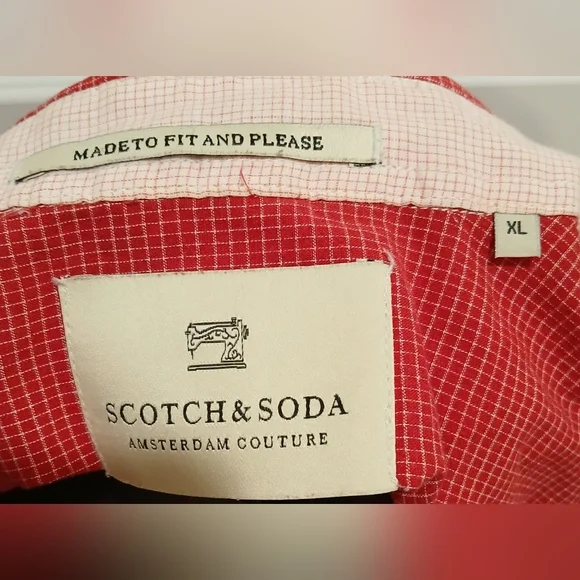 MADE TO FIT AND PLEASE
XL
SCOTCH & SODA
AMSTERDAM COUTURE